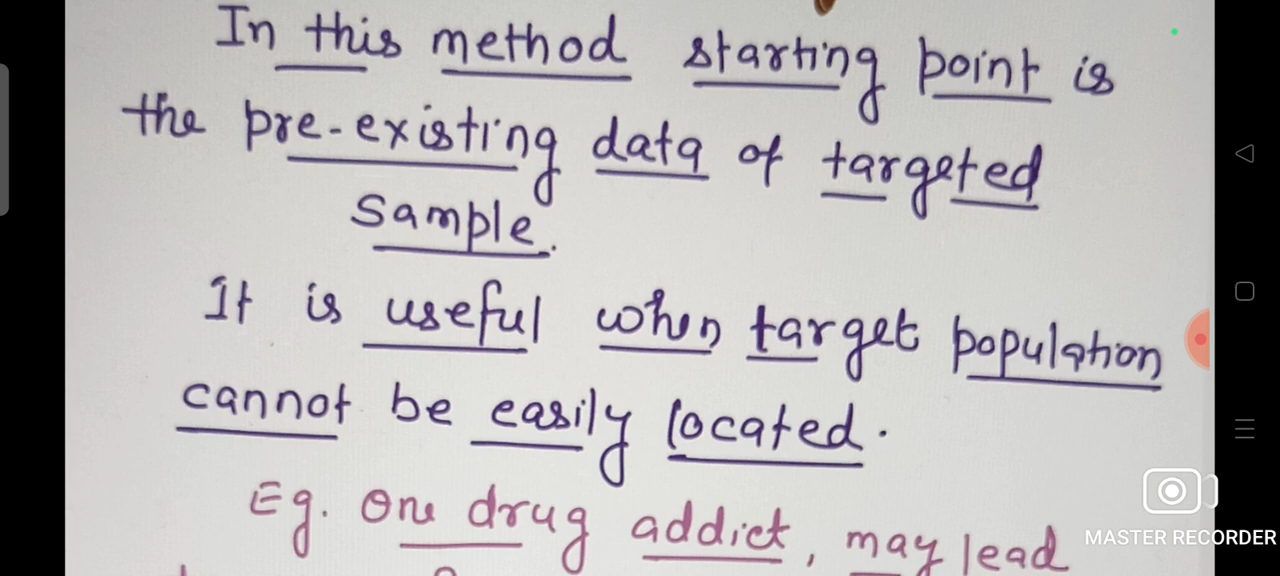 In this method starting point is
the pre-existing data of targeted
Sample.
It is useful when target population
cannot be easily located.
Eg. One drug addict, may lead
MASTER RECORDER